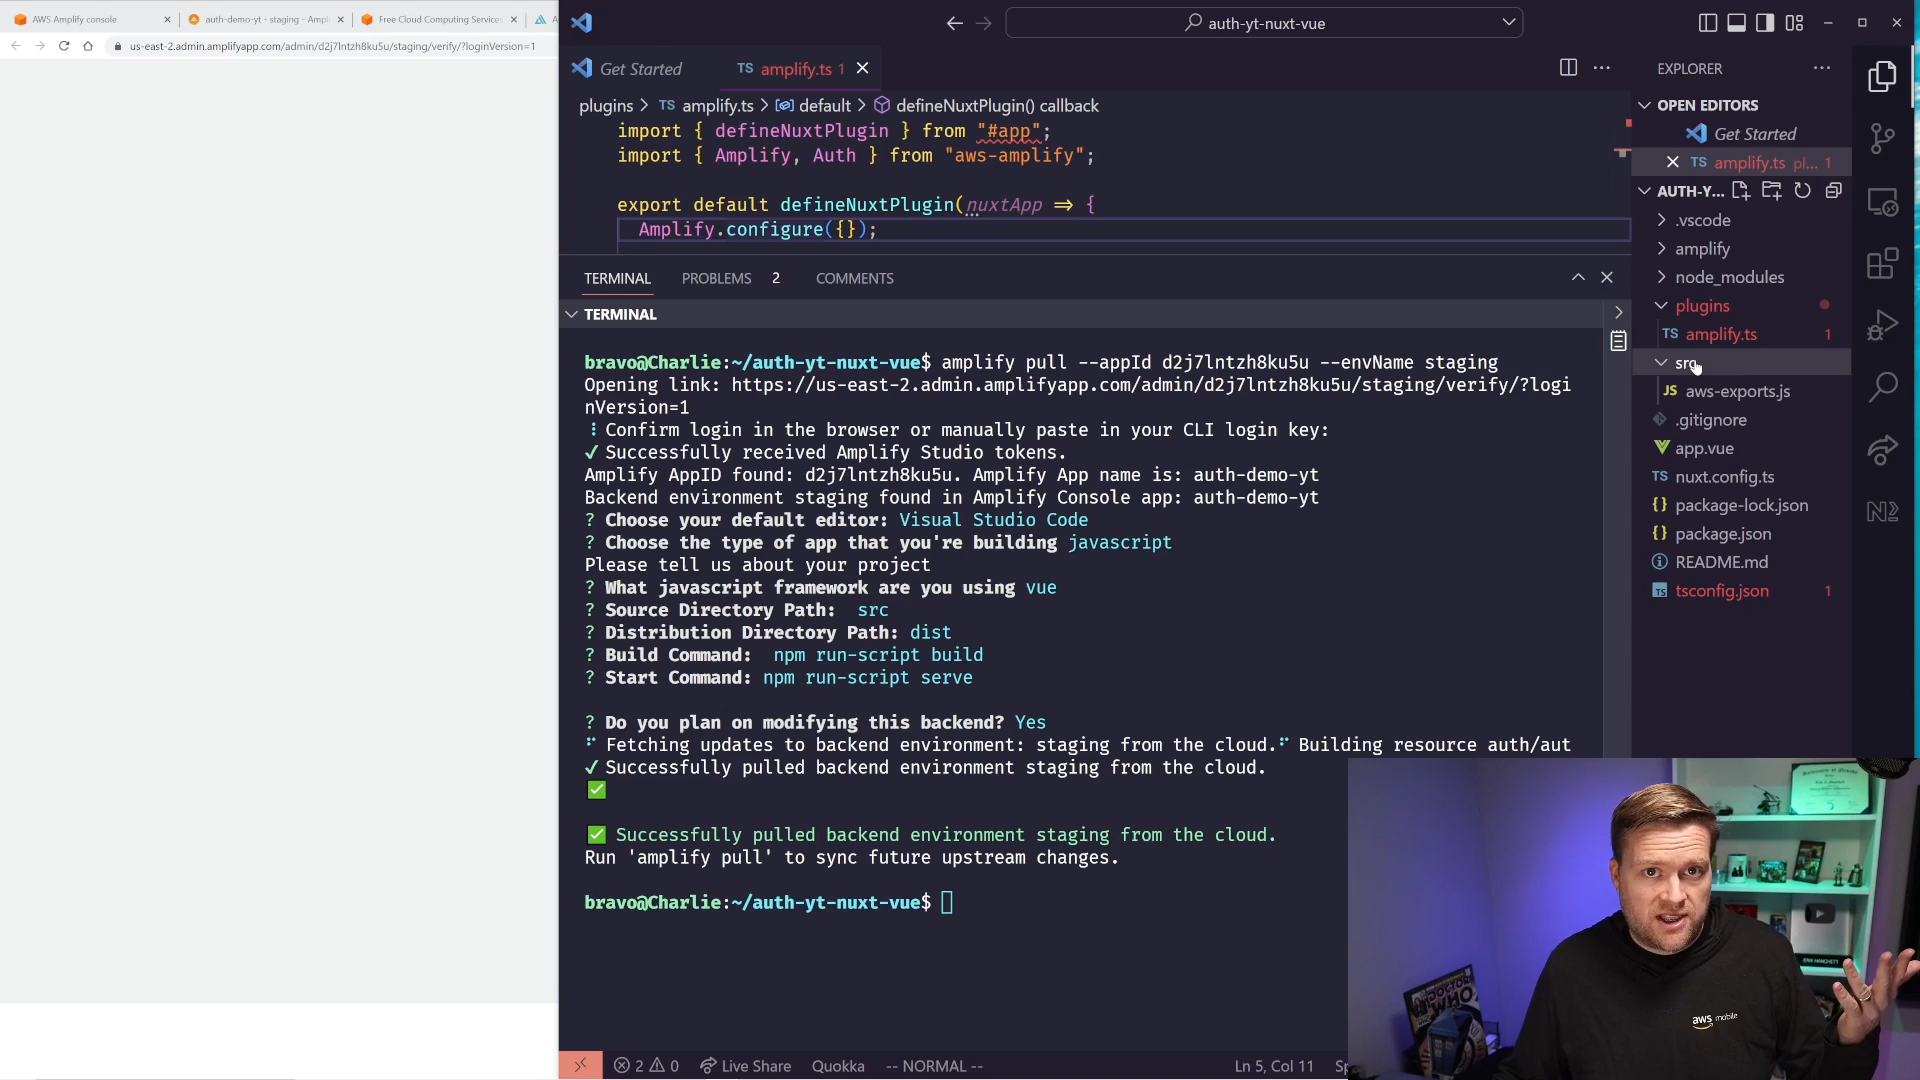 AWS Amplify console
auth-demo-yt - staging - Ampl
Free Cloud Computing Services
us-east-2.admin.amplifyapp.com/admin/d2j7lntzh8ku5u/staging/verify/?loginVersion=1
auth-yt-nuxt-vue
Get Started
TS amplify.ts 1
plugins > TS amplify.ts > default > defineNuxtPlugin() callback
import { defineNuxtPlugin } from "#app";
import { Amplify, Auth } from "aws-amplify";
export default defineNuxtPlugin(nuxtApp => {
Amplify.configure({});
TERMINAL
PROBLEMS 2
COMMENTS
TERMINAL
bravo@Charlie:~/auth-yt-nuxt-vue$ amplify pull --appId d2j7lntzh8ku5u --envName staging
Opening link: https://us-east-2.admin.amplifyapp.com/admin/d2j7lntzh8ku5u/staging/verify/?logi
nVersion=1
Confirm login in the browser or manually paste in your CLI login key:
✓ Successfully received Amplify Studio tokens.
Amplify AppID found: d2j7lntzh8ku5u. Amplify App name is: auth-demo-yt
Backend environment staging found in Amplify Console app: auth-demo-yt
? Choose your default editor: Visual Studio Code
? Choose the type of app that you're building javascript
Please tell us about your project
? What javascript framework are you using vue
? Source Directory Path: src
? Distribution Directory Path: dist
? Build Command: npm run-script build
? Start Command: npm run-script serve
? Do you plan on modifying this backend? Yes
Fetching updates to backend environment: staging from the cloud. Building resource auth/aut
✓ Successfully pulled backend environment staging from the cloud.
✅
✅ Successfully pulled backend environment staging from the cloud.
Run 'amplify pull' to sync future upstream changes.
bravo@Charlie:~/auth-yt-nuxt-vue$
2 0 Live Share Quokka -- NORMAL -- Ln 5, Col 11
EXPLORER
OPEN EDITORS
Get Started
TS amplify.ts pl... 1
AUTH-Y...
.vscode
amplify
node_modules
plugins
TS amplify.ts 1
src
JS aws-exports.js
.gitignore
app.vue
TS nuxt.config.ts
{} package-lock.json
{} package.json
README.md
TS tsconfig.json 1
DOCTOR
WHO
aws mobile